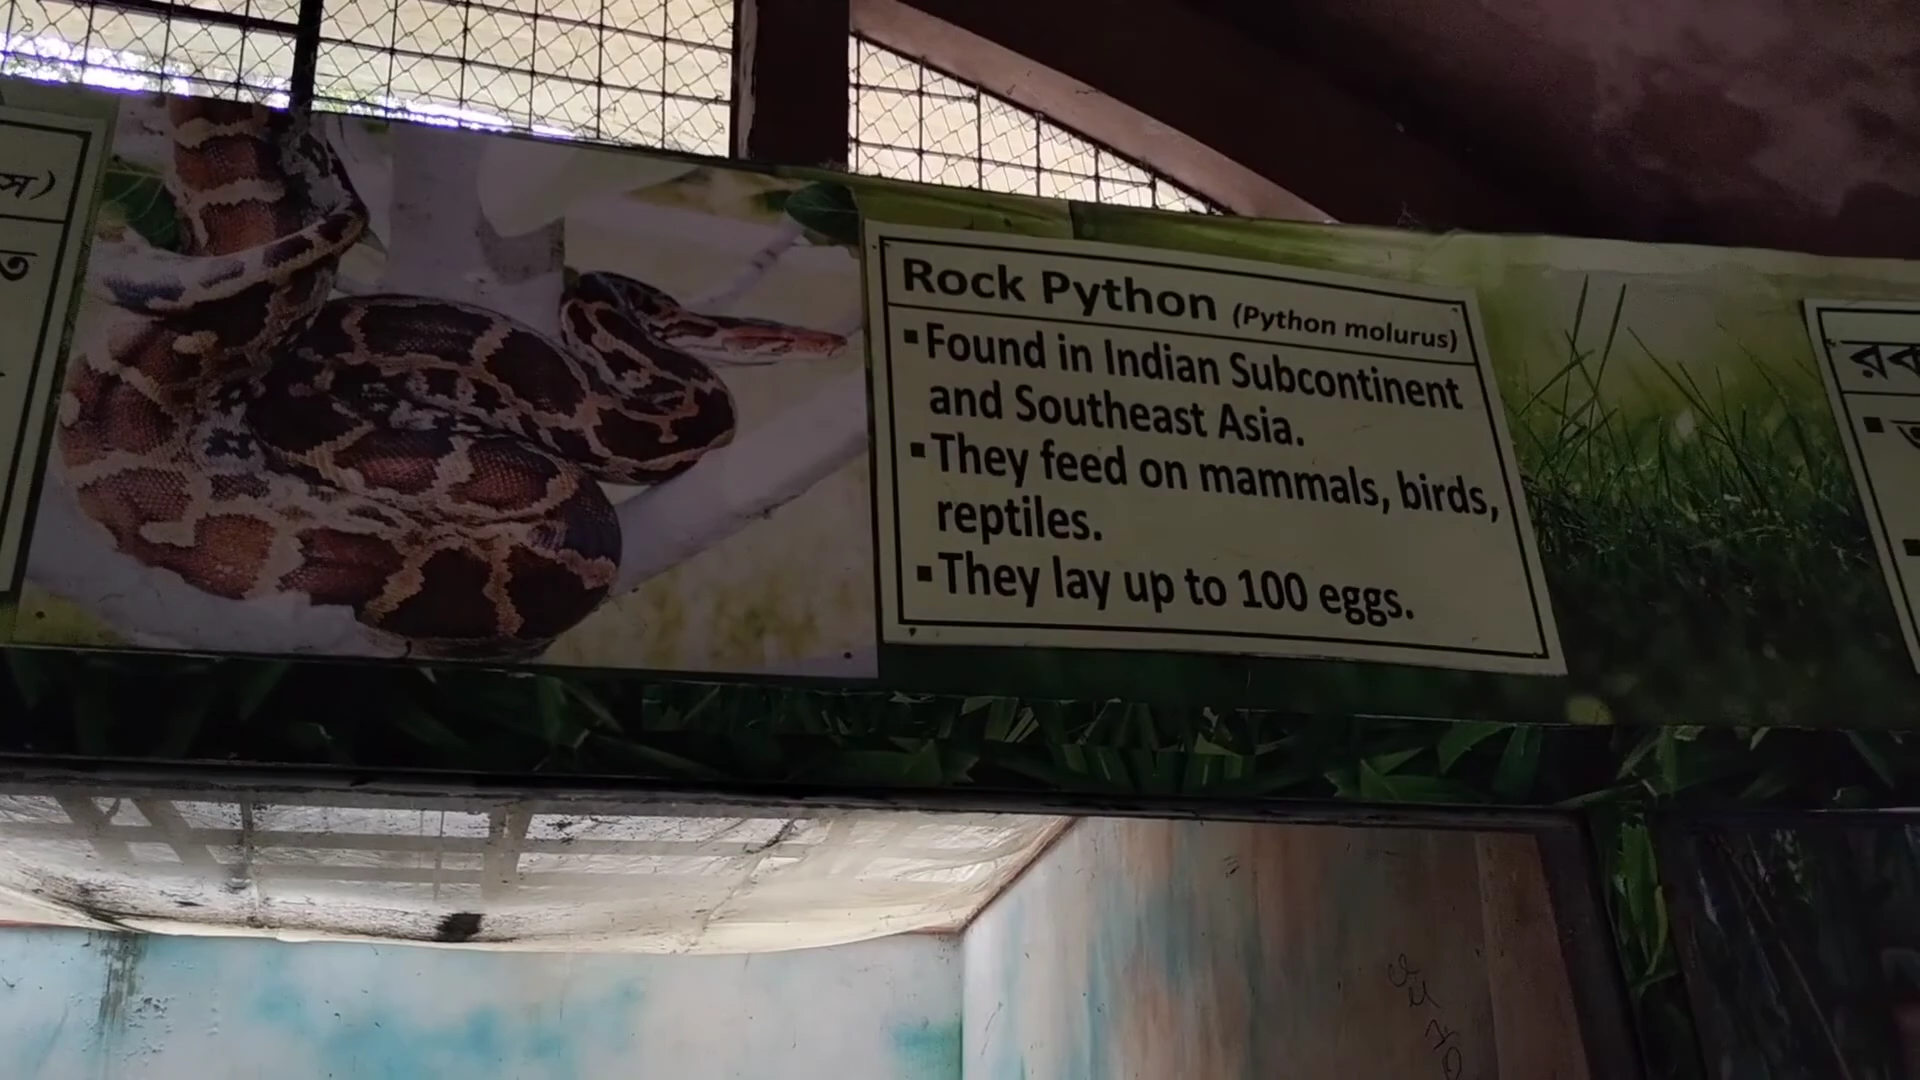 স)
ত
Rock Python (Python molurus)
▪Found in Indian Subcontinent
and Southeast Asia.
▪They feed on mammals, birds,
reptiles.
▪They lay up to 100 eggs.